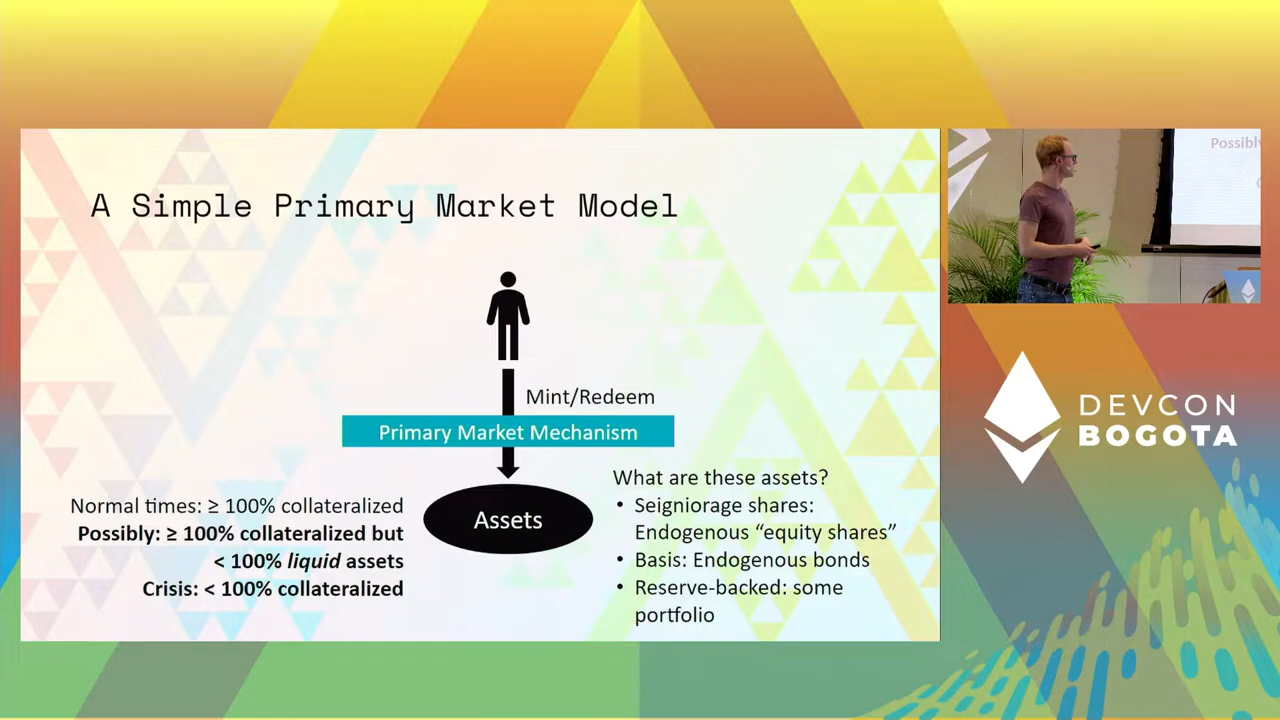 A Simple Primary Market Model
Mint/Redeem
Primary Market Mechanism
Assets
Normal times: ≥ 100% collateralized
Possibly: ≥ 100% collateralized but
< 100% liquid assets
Crisis: < 100% collateralized
What are these assets?
• Seigniorage shares:
Endogenous “equity shares”
• Basis: Endogenous bonds
• Reserve-backed: some
portfolio
DEVCON
BOGOTA